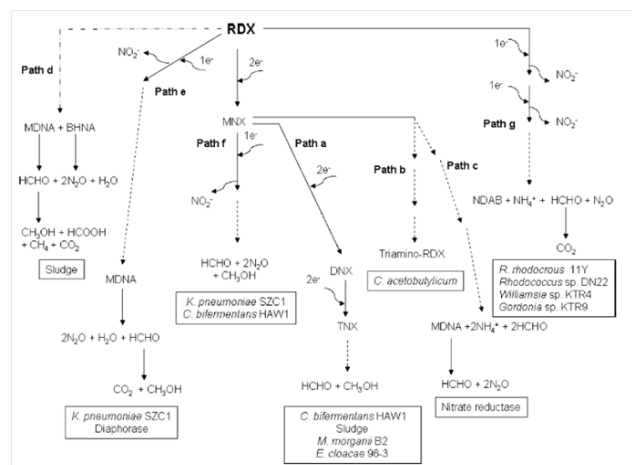 RDX
NO₂⁻
1e⁻
2e⁻
1e⁻
NO₂⁻
Path d
Path e
MNX
Path f
1e⁻
Path a
2e⁻
Path b
Path c
Path g
NO₂⁻
NO₂⁻
MDNA + BHNA
HCHO + 2N₂O + H₂O
CH₃OH + HCOOH
+ CH₄ + CO₂
Sludge
MDNA
2N₂O + H₂O + HCHO
CO₂ + CH₃OH
K. pneumoniae SZC1
Diaphorase
HCHO + 2N₂O
+ CH₃OH
K. pneumoniae SZC1
C. bifermentans HAW1
DNX
2e⁻
TNX
HCHO + CH₃OH
C. bifermentans HAW1
Sludge
M. morganii B2
E. cloacae 96-3
Triamino-RDX
C. acetobutylicum
MDNA +2NH₄⁺ + 2HCHO
HCHO + 2N₂O
Nitrate reductase
NDAB + NH₄⁺ + HCHO + N₂O
CO₂
R. rhodocrous 11Y
Rhodococcus sp. DN22
Williamsia sp. KTR4
Gordonia sp. KTR9